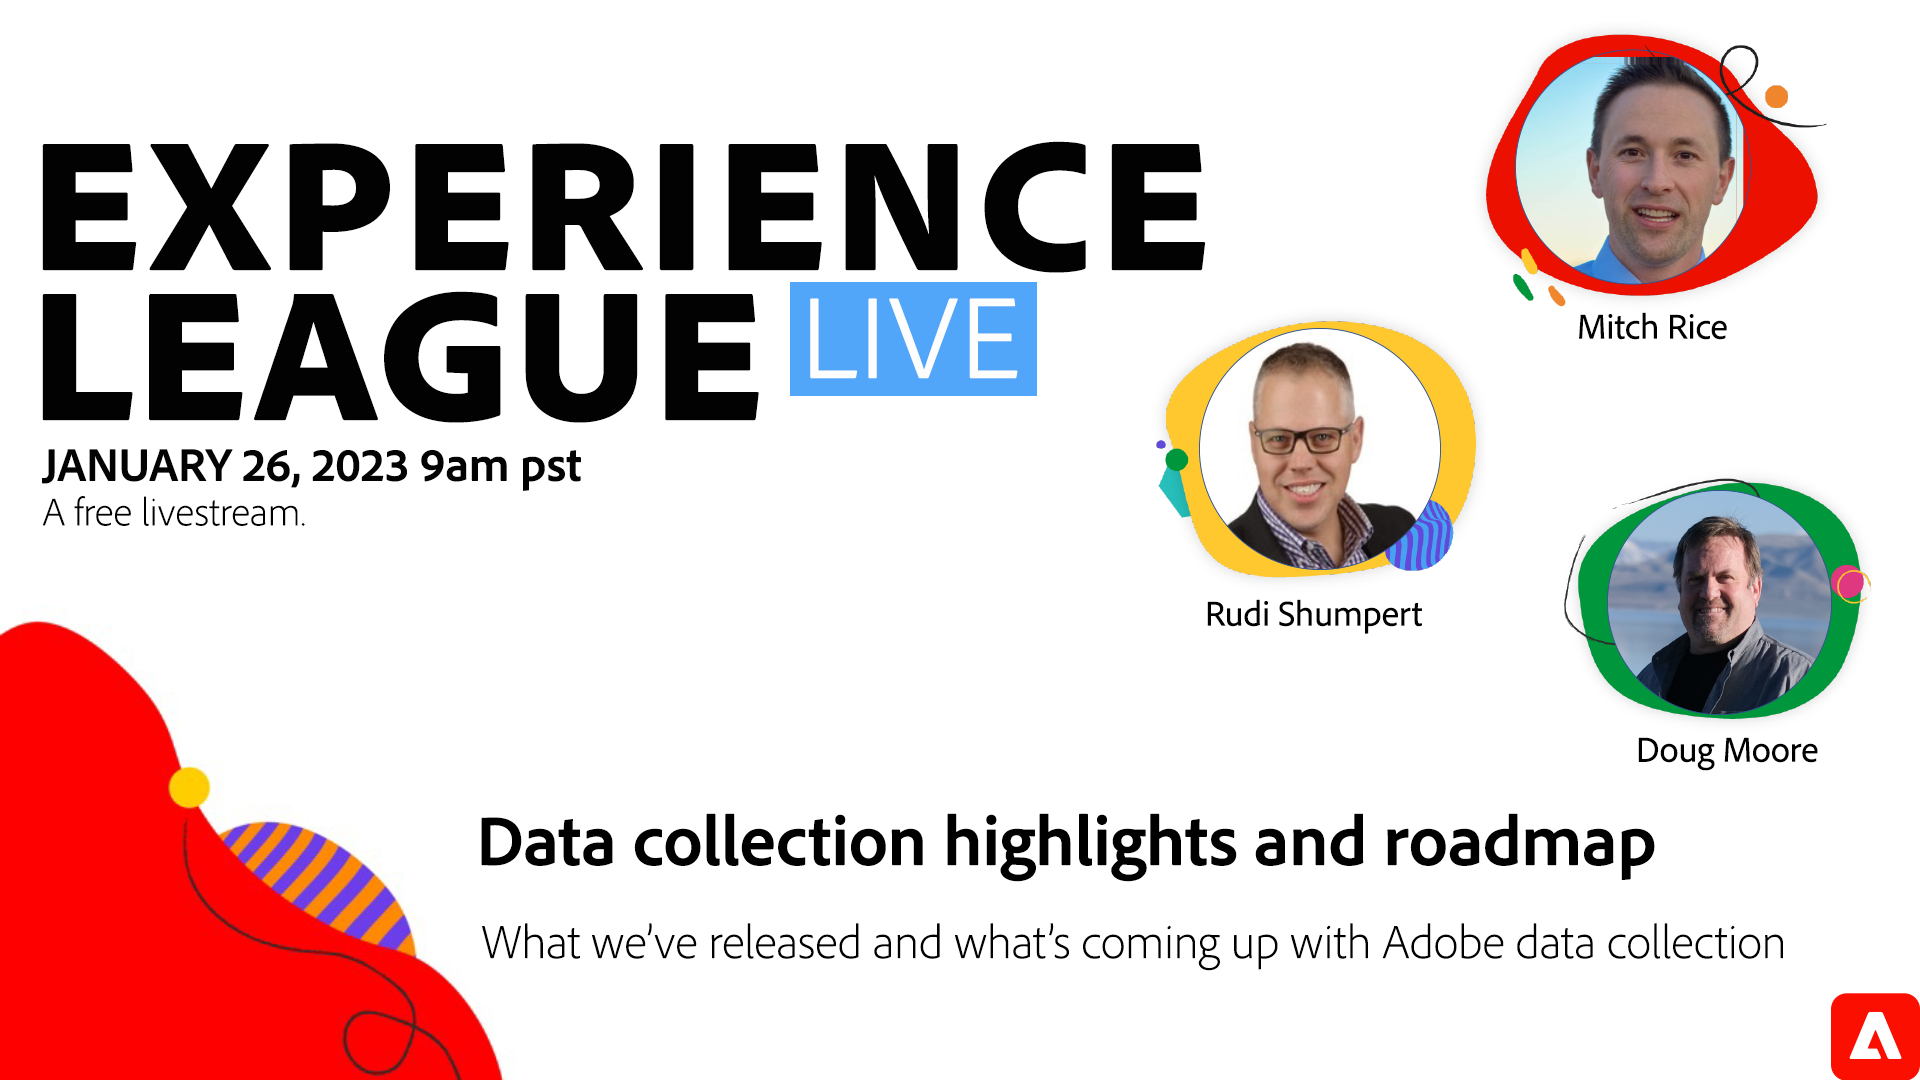 EXPERIENCE
LEAGUE LIVE
JANUARY 26, 2023 9am pst
A free livestream.
Mitch Rice
Rudi Shumpert
Doug Moore
Data collection highlights and roadmap
What we’ve released and what’s coming up with Adobe data collection